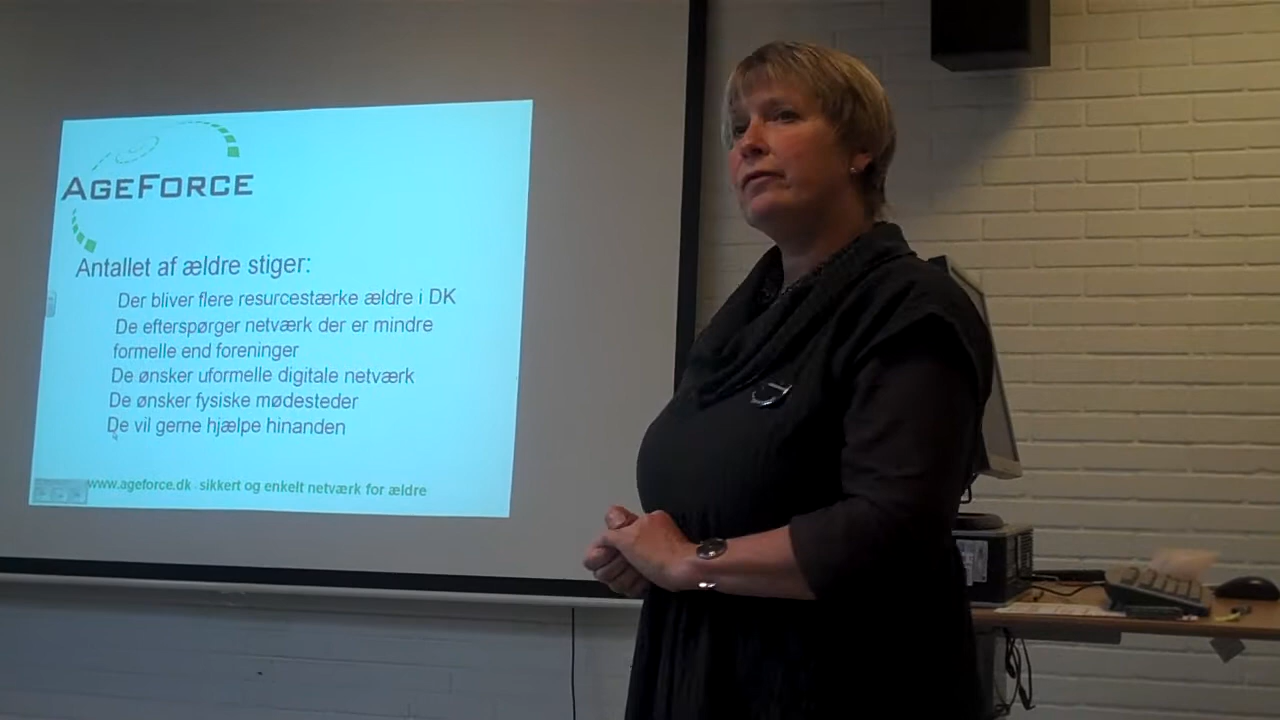 AGEFORCE
Antallet af ældre stiger:
Der bliver flere resurcestærke ældre i DK
De efterspørger netværk der er mindre
formelle end foreninger
De ønsker uformelle digitale netværk
De ønsker fysiske mødesteder
De vil gerne hjælpe hinanden
www.ageforce.dk sikkert og enkelt netværk for ældre